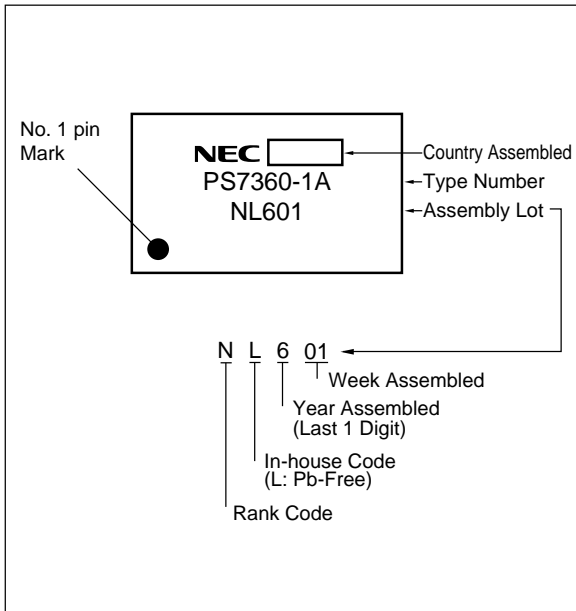 No. 1 pin
Mark
NEC
Country Assembled
PS7360-1A
Type Number
NL601
Assembly Lot
N L 6 01
Week Assembled
Year Assembled
(Last 1 Digit)
In-house Code
(L: Pb-Free)
Rank Code